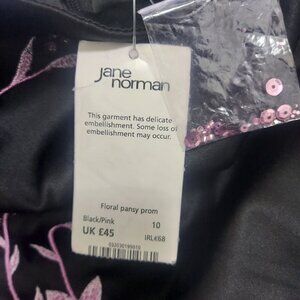 jane
norman
This garment has delicate
embellishment. Some loss of
embellishment may occur.
Floral pansy prom
Black/Pink 10
UK £45 IRL€68